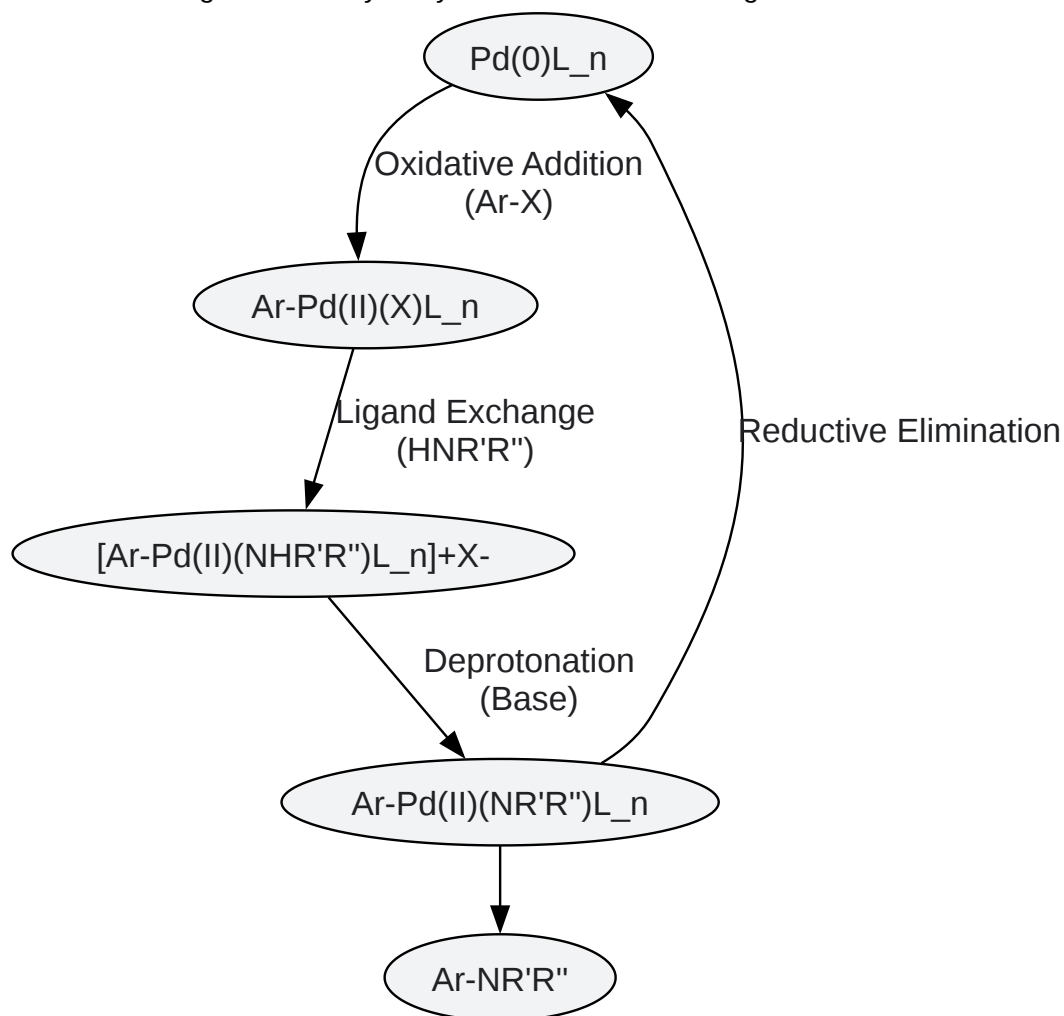 Pd(0)L_n
Oxidative Addition
(Ar-X)
Ar-Pd(II)(X)L_n
Ligand Exchange
(HNR'R")
[Ar-Pd(II)(NHR'R")L_n]+X-
Reductive Elimination
Deprotonation
(Base)
Ar-Pd(II)(NR'R")L_n
Ar-NR'R"